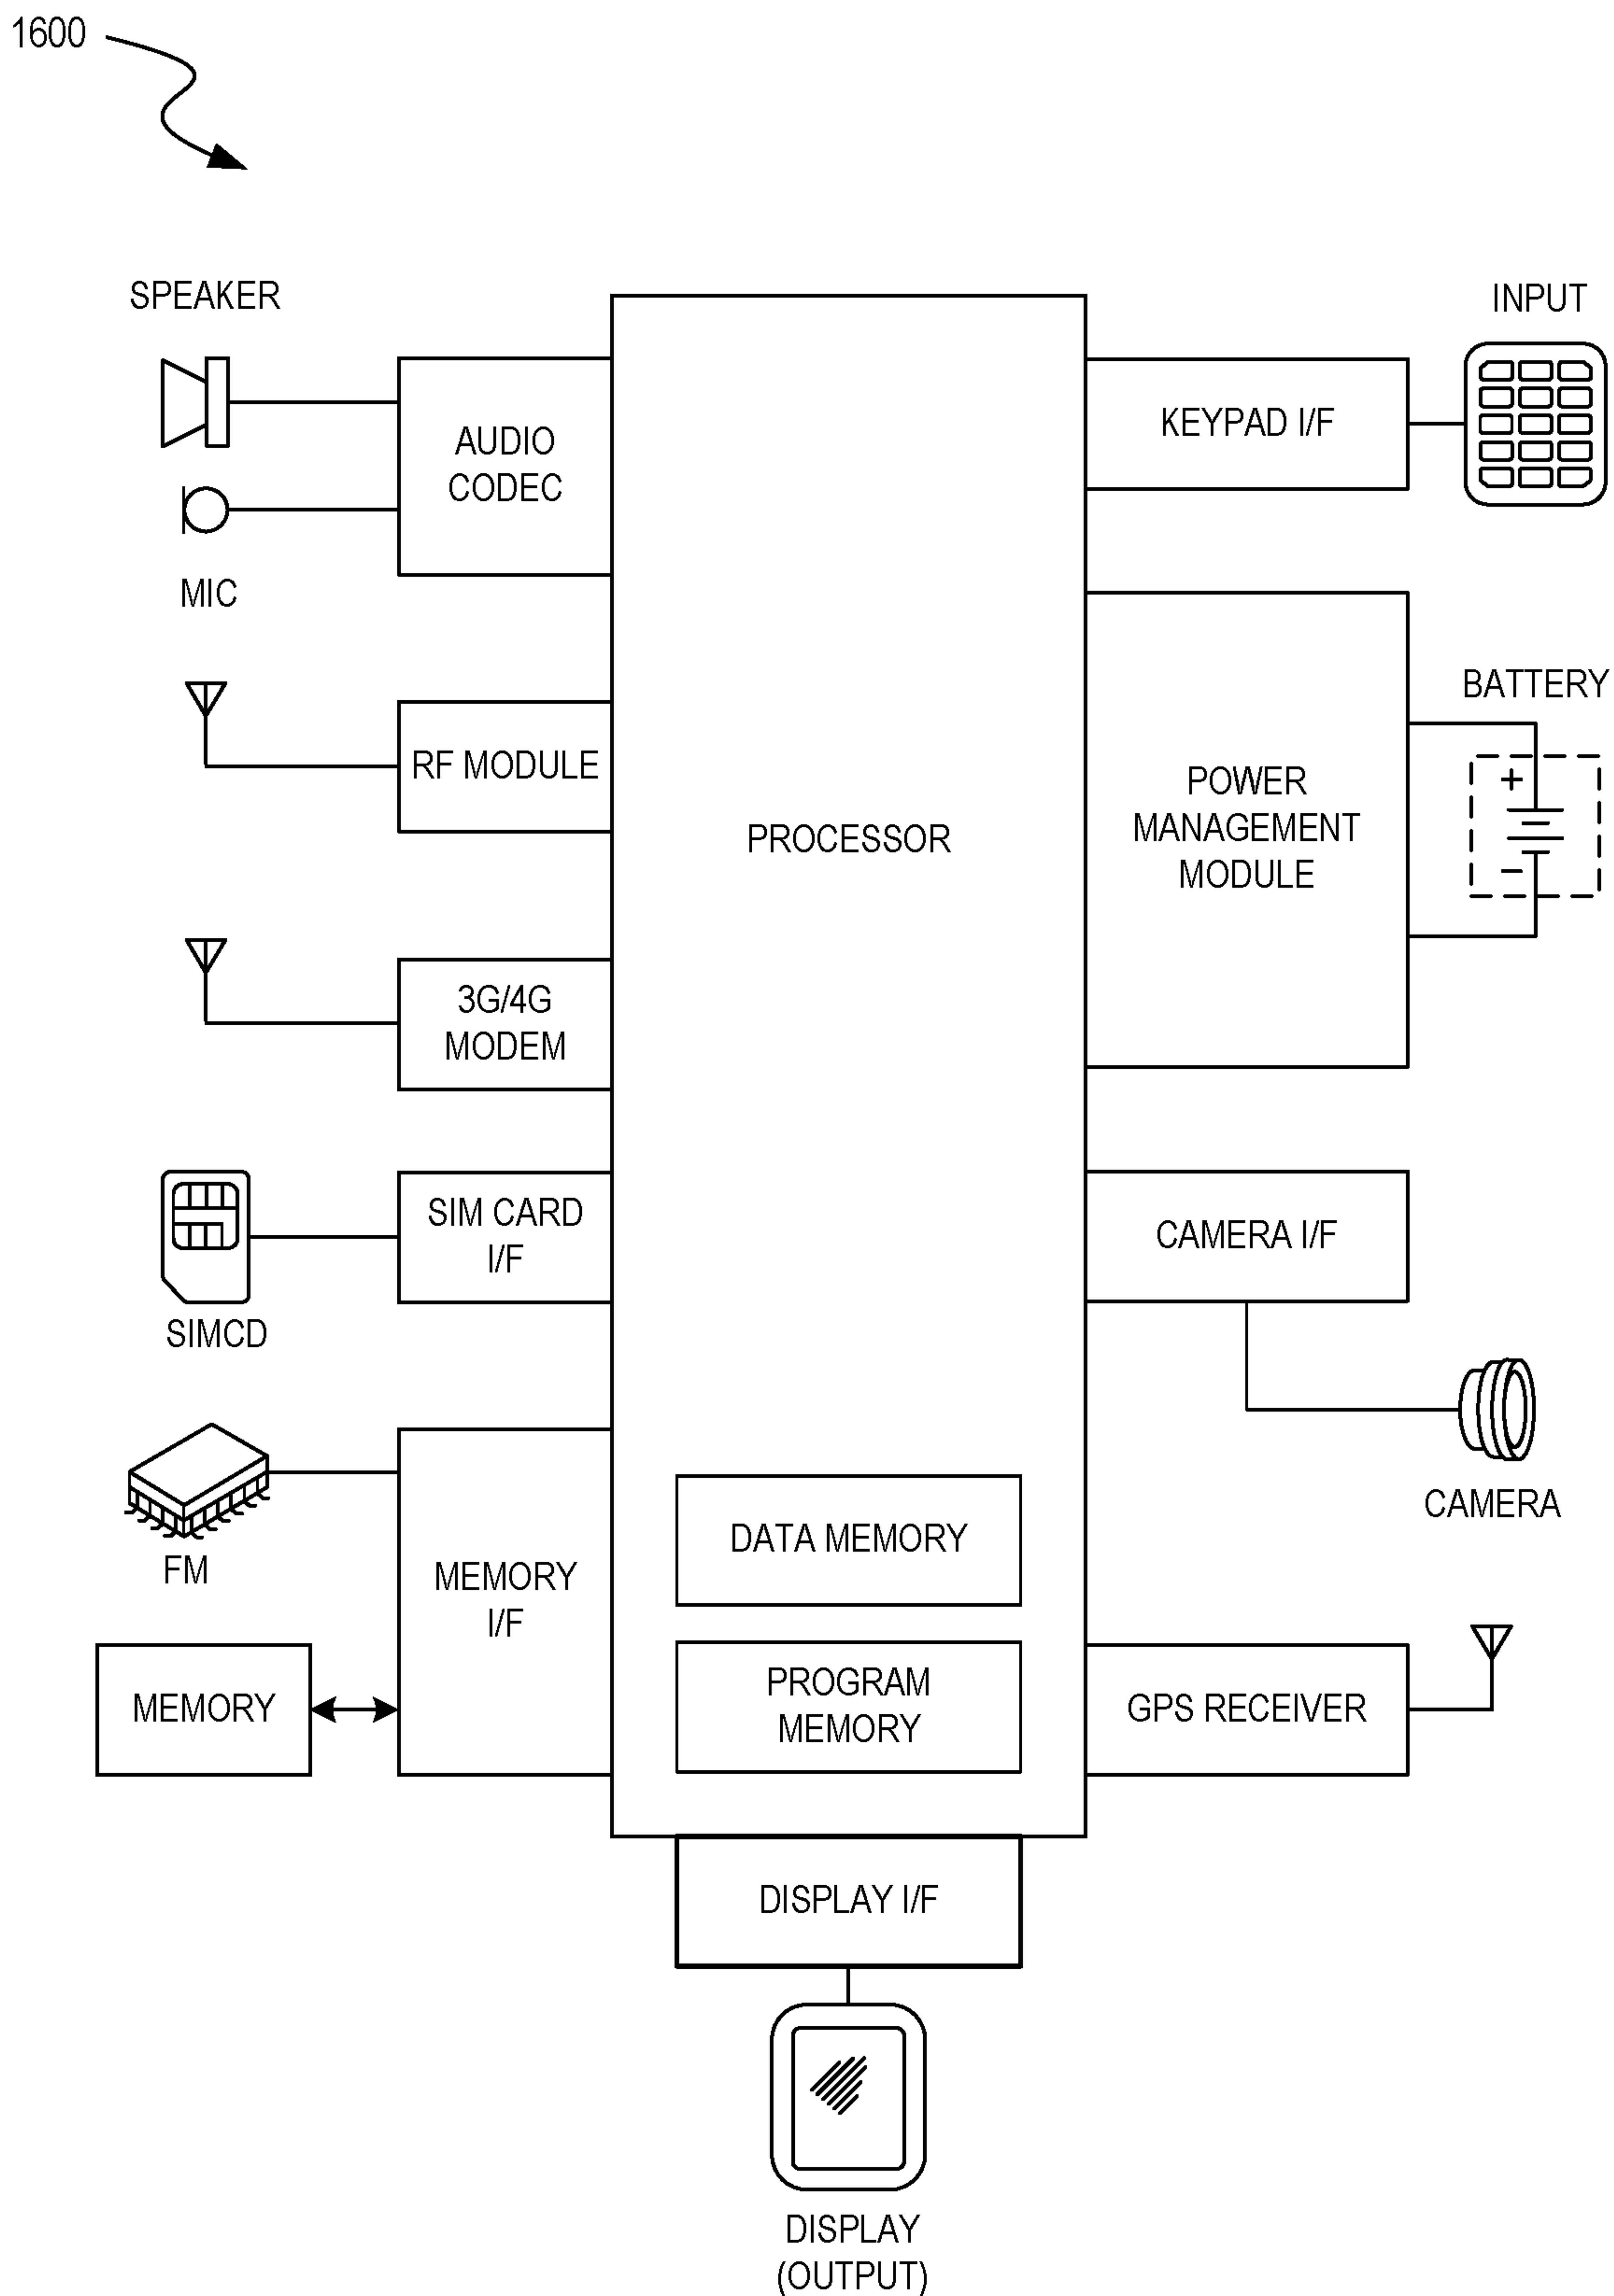 1600
SPEAKER
INPUT
AUDIO
CODEC
KEYPAD I/F
MIC
BATTERY
RF MODULE
+
POWER
MANAGEMENT
MODULE
PROCESSOR
−
3G/4G
MODEM
SIM CARD
I/F
CAMERA I/F
SIMCD
CAMERA
DATA MEMORY
FM
MEMORY
I/F
PROGRAM
MEMORY
MEMORY
GPS RECEIVER
DISPLAY I/F
DISPLAY
(OUTPUT)